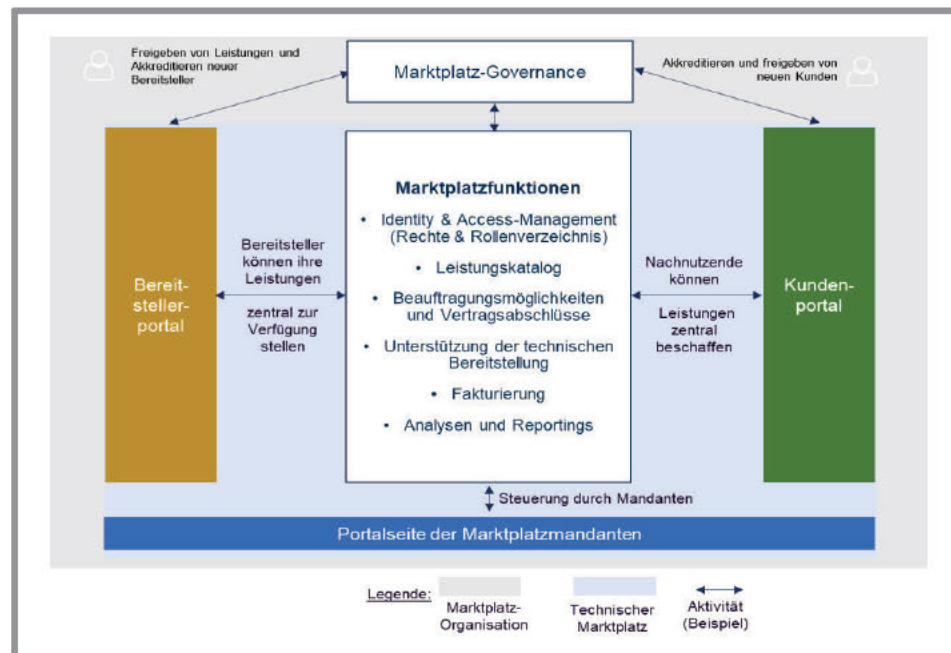 Freigeben von Leistungen und
Akkreditieren neuer
Bereitsteller
Marktplatz-Governance
Akkreditieren und freigeben von
neuen Kunden
Bereit-
steller-
portal
Bereitsteller
können ihre
Leistungen
zentral zur
Verfügung
stellen
Marktplatzfunktionen
• Identity & Access-Management
(Rechte & Rollenverzeichnis)
• Leistungskatalog
• Beauftragungsmöglichkeiten
und Vertragsabschlüsse
• Unterstützung der technischen
Bereitstellung
• Fakturierung
• Analysen und Reportings
Nachnutzende
können
Leistungen
zentral
beschaffen
Kunden-
portal
Steuerung durch Mandanten
Portalseite der Marktplatzmandanten
Legende:
Marktplatz-
Organisation
Technischer
Marktplatz
Aktivität
(Beispiel)